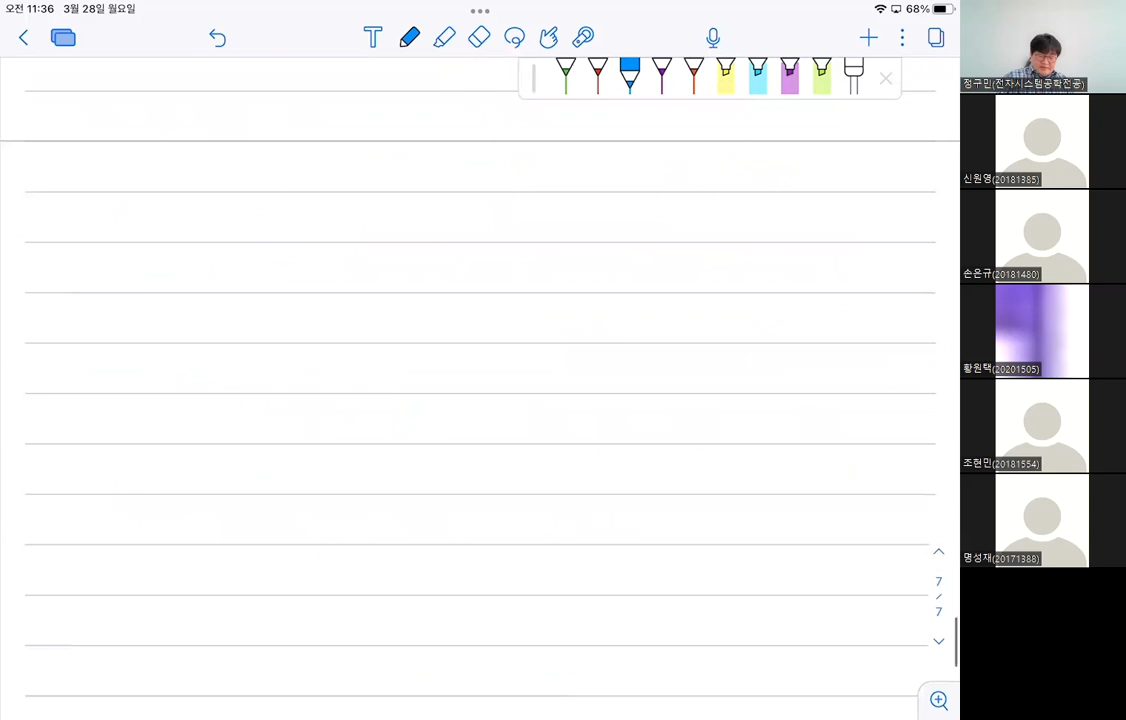 오전 11:36 3월 28일 월요일
68%
정구민(전자시스템공학전공)
신원영(20181385)
손은규(20181480)
황원택(20201505)
조현민(20181554)
명성재(20171388)
7
/
7